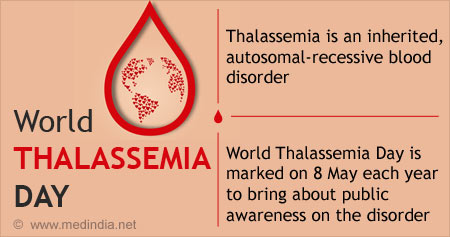 World
THALASSEMIA
DAY
© www.medindia.net
Thalassemia is an inherited,
autosomal-recessive blood
disorder
World Thalassemia Day is
marked on 8 May each year
to bring about public
awareness on the disorder